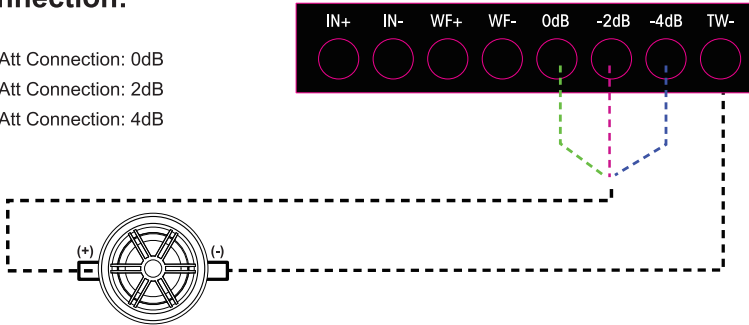 nnection:
IN+ IN- WF+ WF- 0dB -2dB -4dB TW-
Att Connection: 0dB
Att Connection: 2dB
Att Connection: 4dB
(+) (-)